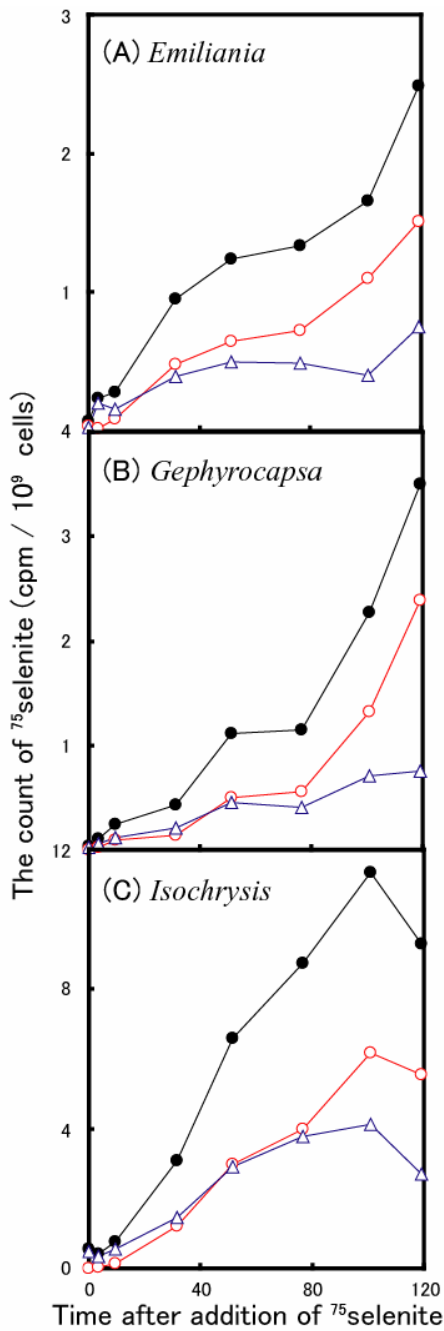 3
(A) Emiliania
2
1
4
(B) Gephyrocapsa
3
2
1
12
(C) Isochrysis
8
4
0
0 40 80 120
Time after addition of ⁷⁵selenite
The count of ⁷⁵selenite (cpm / 10⁹ cells)